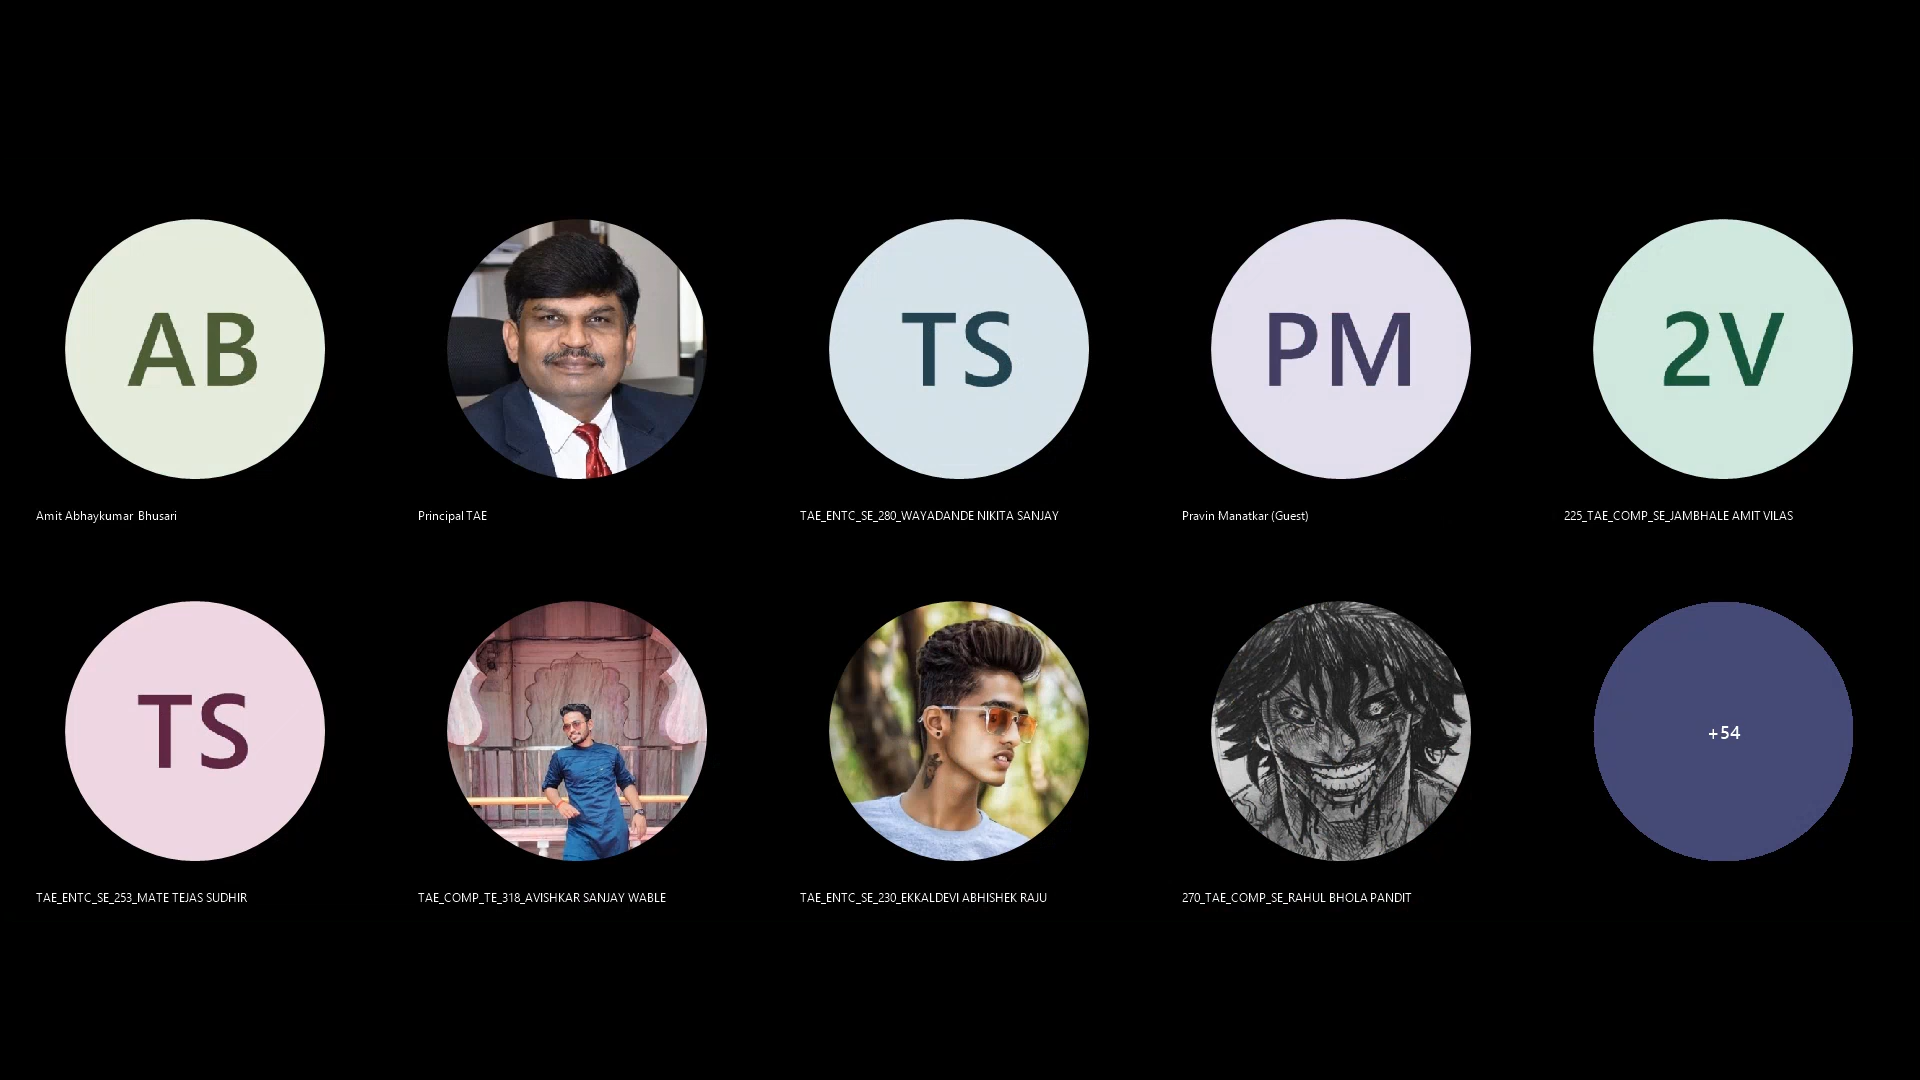 AB
TS
PM
2V
Amit Abhaykumar Bhusari
Principal TAE
TAE_ENTC_SE_280_WAYADANDE NIKITA SANJAY
Pravin Manatkar (Guest)
225_TAE_COMP_SE_JAMBHALE AMIT VILAS
TS
+54
TAE_ENTC_SE_253_MATE TEJAS SUDHIR
TAE_COMP_TE_318_AVISHKAR SANJAY WABLE
TAE_ENTC_SE_230_EKKALDEVI ABHISHEK RAJU
270_TAE_COMP_SE_RAHUL BHOLA PANDIT